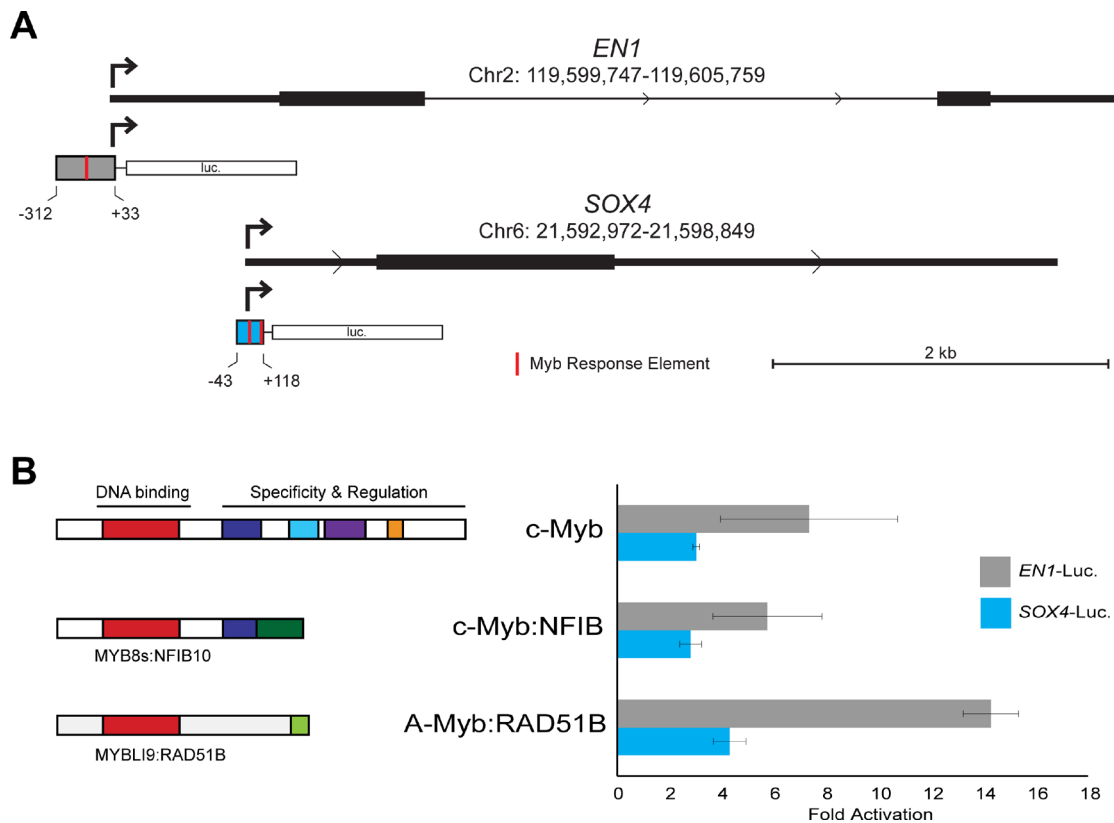 A
EN1
Chr2: 119,599,747-119,605,759
luc.
-312
+33
SOX4
Chr6: 21,592,972-21,598,849
luc.
-43
+118
Myb Response Element
2 kb
B
DNA binding
Specificity & Regulation
MYB8s:NFIB10
MYBLI9:RAD51B
c-Myb
c-Myb:NFIB
A-Myb:RAD51B
EN1-Luc.
SOX4-Luc.
0 2 4 6 8 10 12 14 16 18
Fold Activation